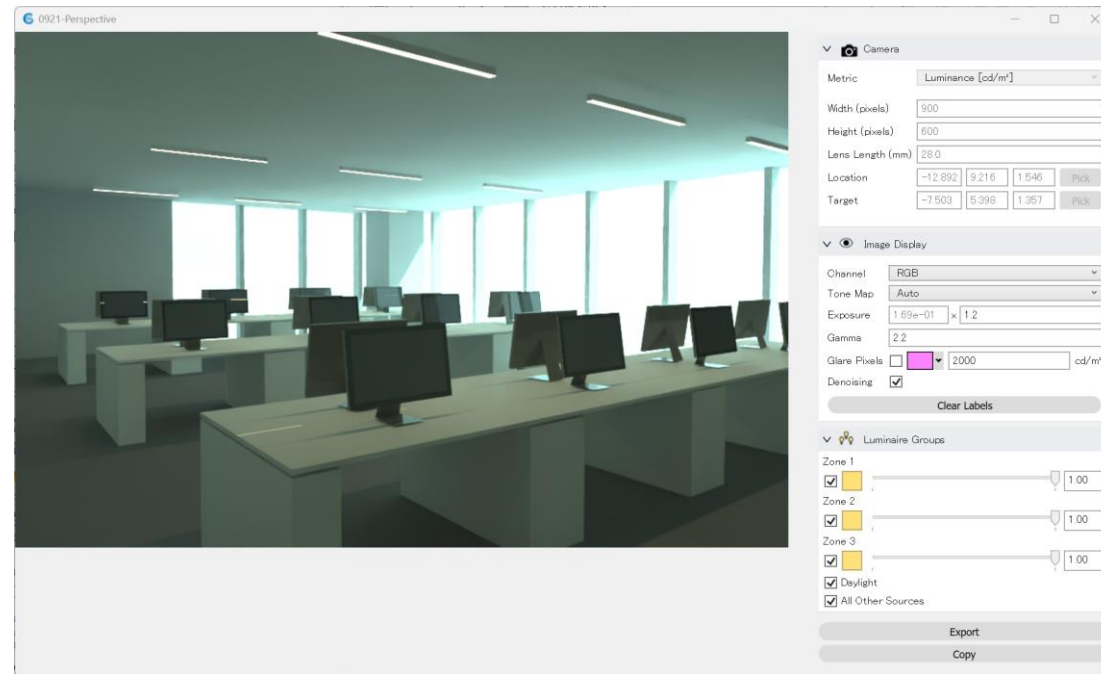 0921-Perspective
Camera
Metric Luminance [cd/m²]
Width (pixels) 900
Height (pixels) 600
Lens Length (mm) 28.0
Location -12.892 9.216 1.546 Pick
Target -7.503 5.398 1.357 Pick
Image Display
Channel RGB
Tone Map Auto
Exposure 1.69e-01 × 1.2
Gamma 2.2
Glare Pixels 2000 cd/m²
Denoising
Clear Labels
Luminaire Groups
Zone 1
1.00
Zone 2
1.00
Zone 3
1.00
Daylight
All Other Sources
Export
Copy